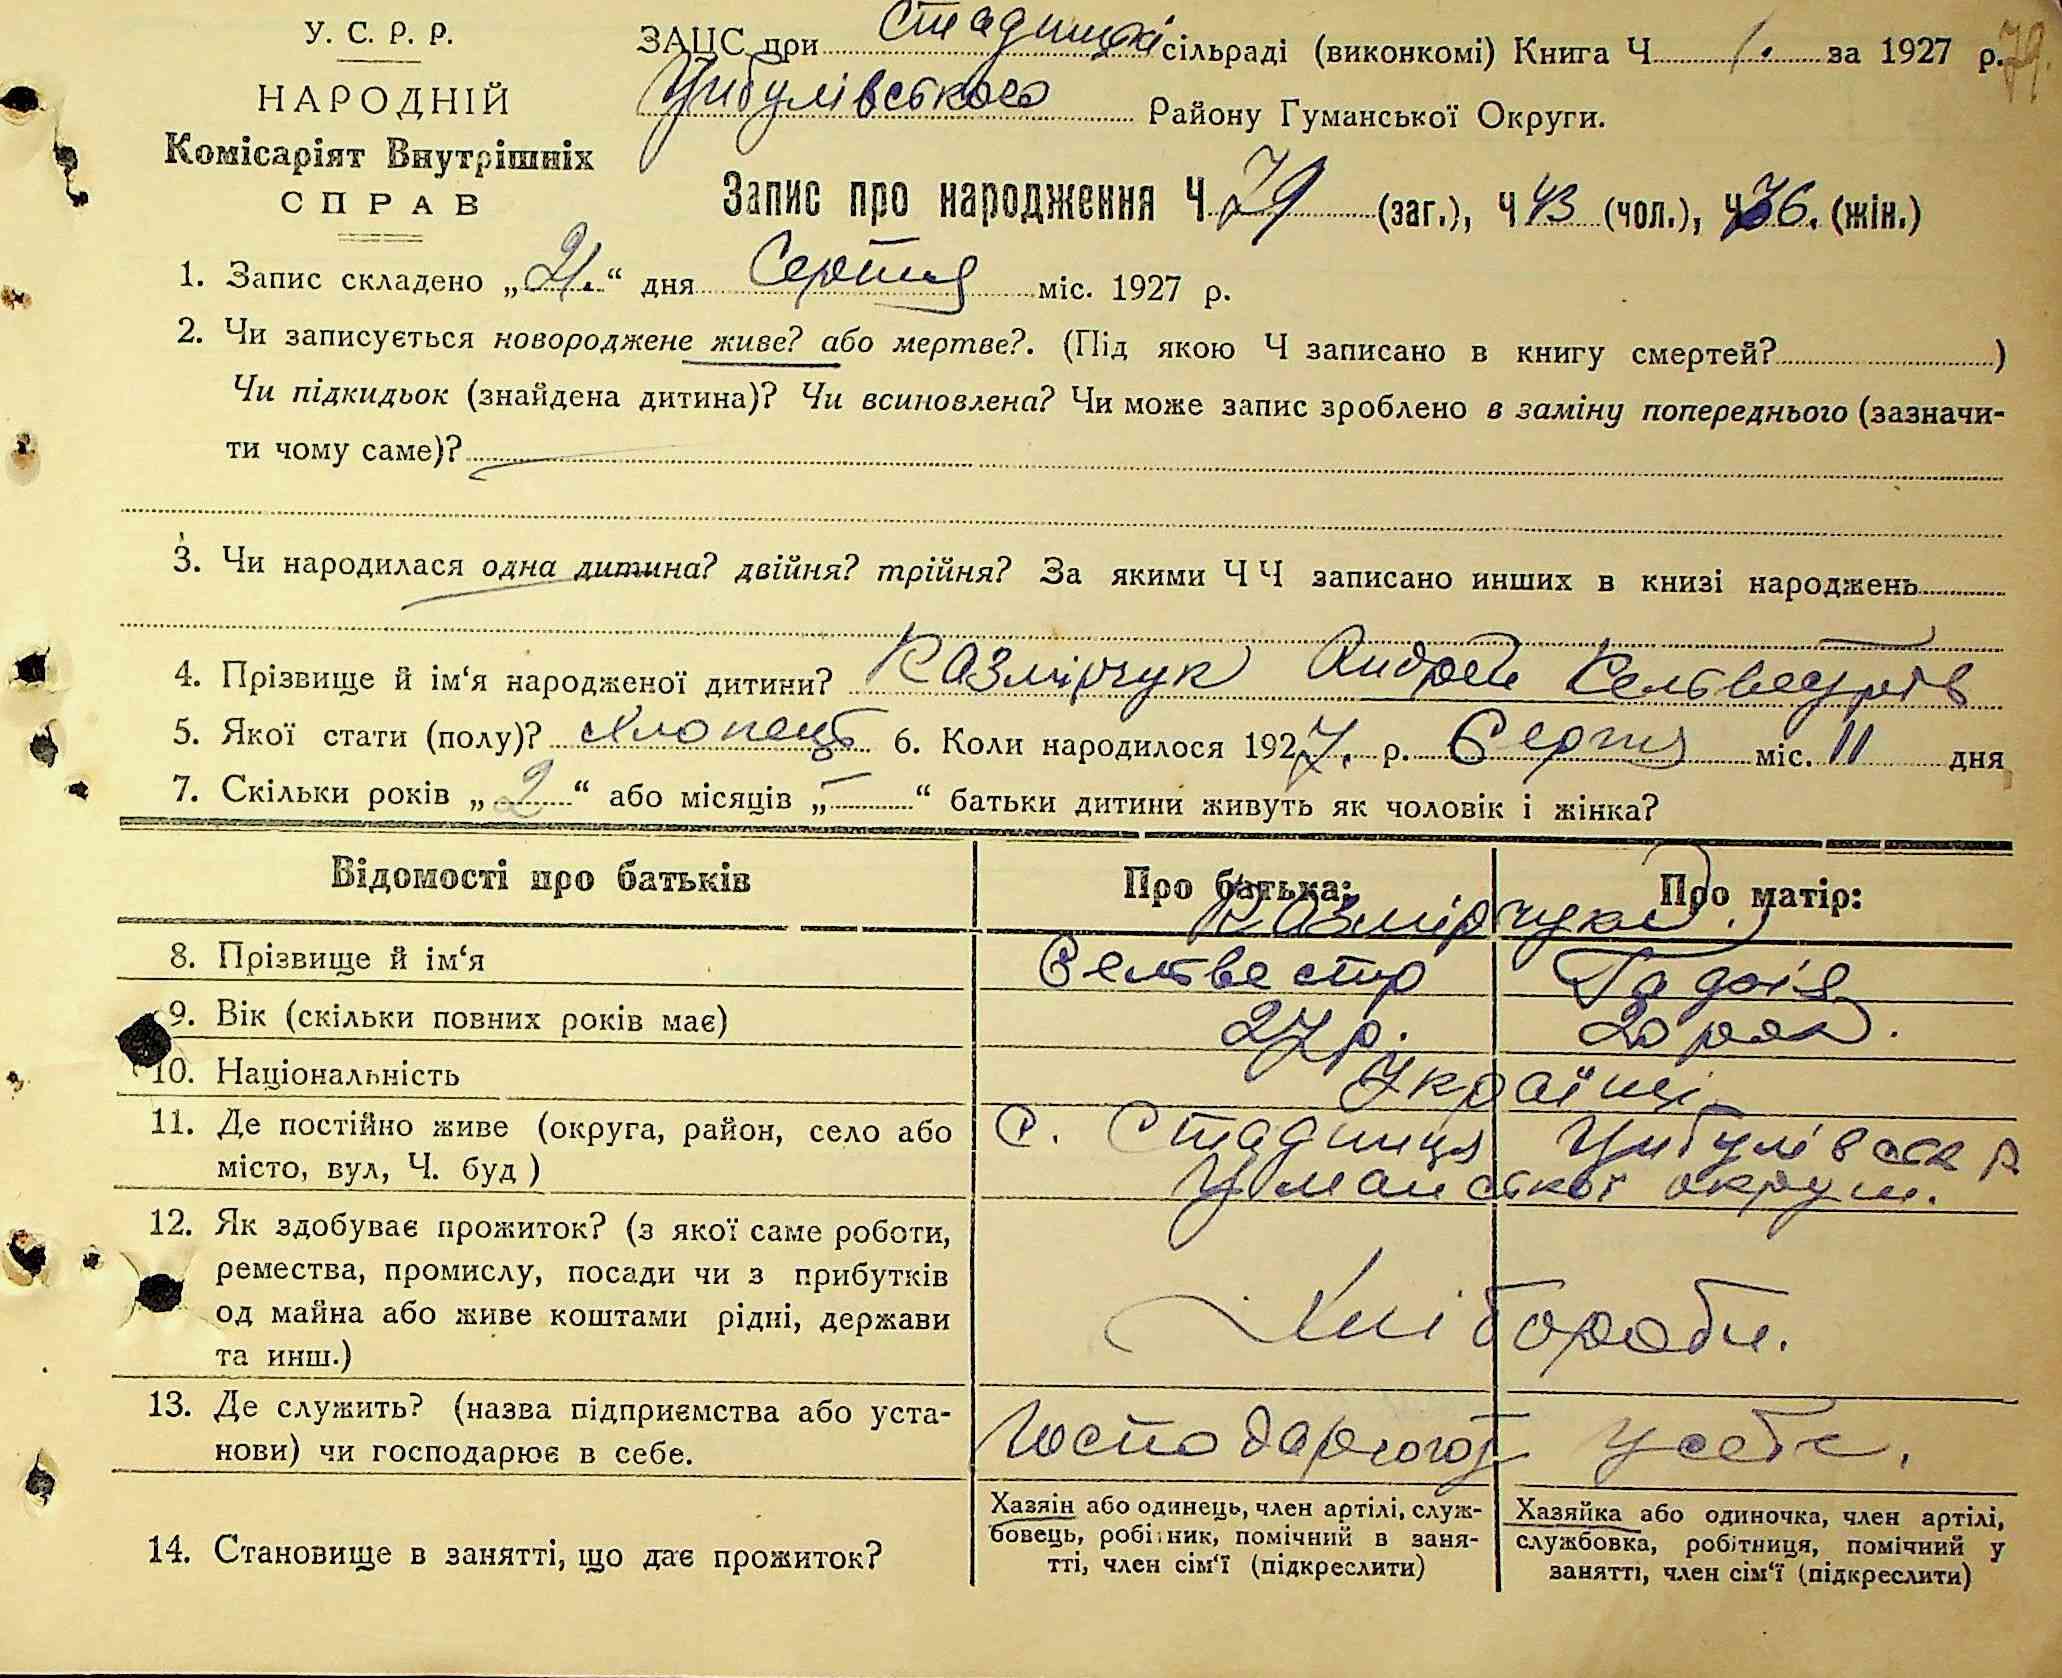 У. С. Р. Р.
НАРОДНІЙ
Комісаріят Внутрішніх
СПРАВ
79.
ЗАЦС при Стадницькі сільраді (виконкомі) Книга Ч 1. за 1927 р.
Цибулівського Району Гуманської Округи.
Запис про народження Ч 79 (заг.), Ч 43 (чол.), Ч 36. (жін.)
1. Запис складено „21.“ дня Серпня міс. 1927 р.
2. Чи записується новороджене живе? або мертве?. (Під якою Ч записано в книгу смертей? )
Чи підкидьок (знайдена дитина)? Чи всиновлена? Чи може запис зроблено в заміну попереднього (зазначи-
ти чому саме)?
3. Чи народилася одна дитина? двійня? трійня? За якими ЧЧ записано инших в книзі народжень
4. Прізвище й ім‘я народженої дитини? Казмірчук Андрей Сельвестрів
5. Якої стати (полу)? Хлопець 6. Коли народилося 1927. р. Серпня міс. 11 дня
7. Скільки років „2“ або місяців „—“ батьки дитини живуть як чоловік і жінка?
Відомості про батьків Про батька: Про матір:
Казмірчуки
8. Прізвище й ім‘я Сельвестр
9. Вік (скільки повних років має) 27 р. 20 рок.
10. Національність Українці
11. Де постійно живе (округа, район, село або
місто, вул, Ч. буд )
С. Стадниця Цибулівськ р.
Уманської округи.
12. Як здобуває прожиток? (з якої саме роботи,
ремества, промислу, посади чи з прибутків
од майна або живе коштами рідні, держави
та инш.)
Хлібороби.
13. Де служить? (назва підприємства або уста-
нови) чи господарює в себе.
Господарюют у себе.
14. Становище в занятті, що дає прожиток?
Хазяін або одинець, член артілі, служ-
бовець, робітник, помічний в заня-
тті, член сім‘ї (підкреслити)
Хазяйка або одиночка, член артілі,
службовка, робітниця, помічний у
занятті, член сім‘ї (підкреслити)